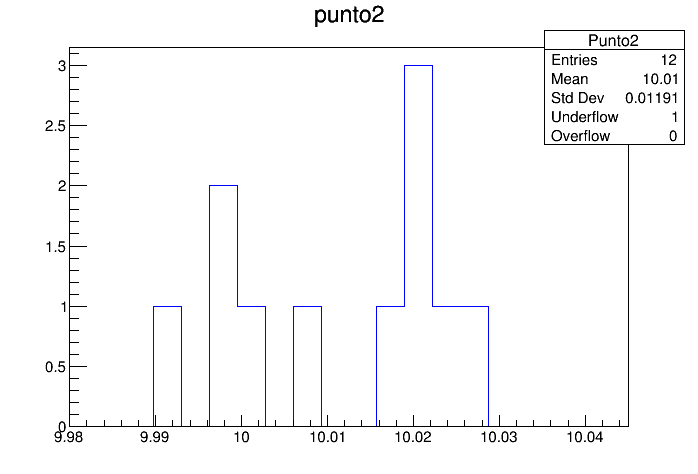 punto2
Punto2
Entries 12
Mean 10.01
Std Dev 0.01191
Underflow 1
Overflow 0
3
2.5
2
1.5
1
0.5
0
9.98 9.99 10 10.01 10.02 10.03 10.04